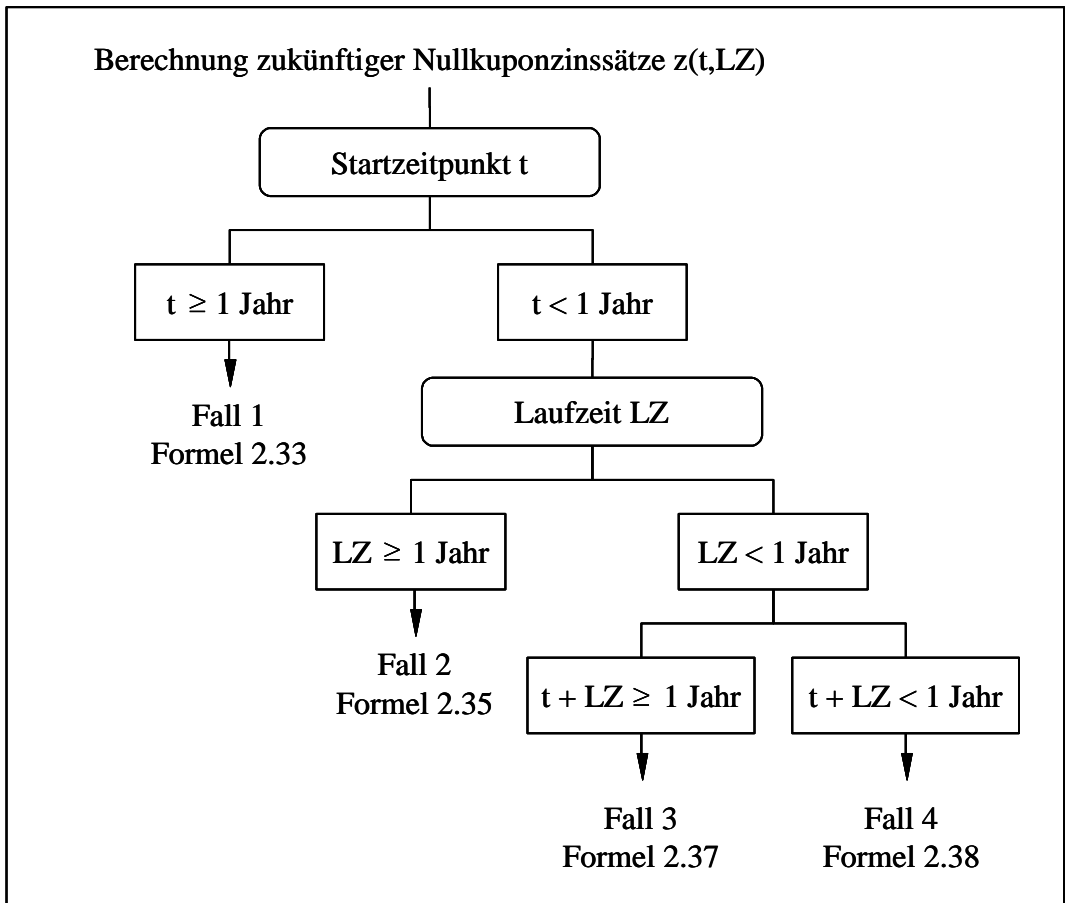 Berechnung zukünftiger Nullkuponzinssätze z(t,LZ)
Startzeitpunkt t
t ≥ 1 Jahr
t < 1 Jahr
Fall 1
Formel 2.33
Laufzeit LZ
LZ ≥ 1 Jahr
LZ < 1 Jahr
Fall 2
Formel 2.35
t + LZ ≥ 1 Jahr
t + LZ < 1 Jahr
Fall 3
Formel 2.37
Fall 4
Formel 2.38